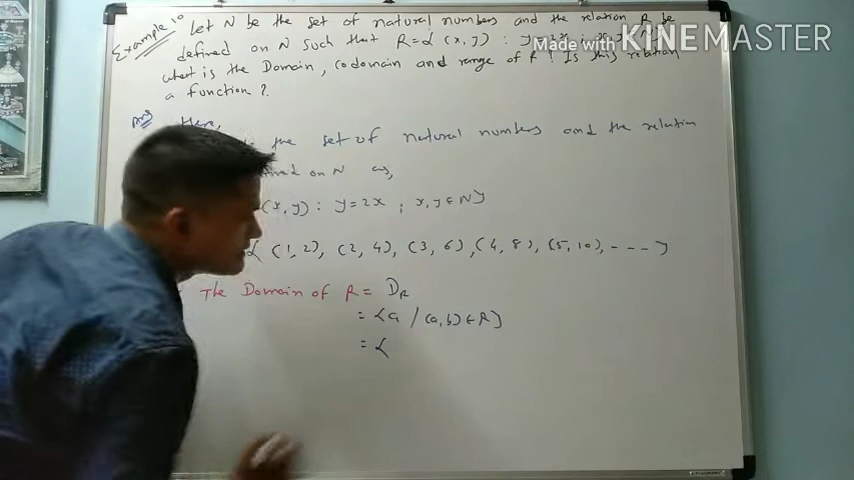 Example 10 Let N be the set of natural numbers and the relation R be
defined on N such that R={(x,y) : y=2x ; x,
what is the Domain, codomain and range of R? Is this relation
a function?
Made with KINEMASTER
Ans Here,
the set of natural numbers and the relation
defined on N as,
(x,y) : y=2x ; x,y∈N}
{(1,2), (2,4), (3,6), (4,8), (5,10), ----}
The Domain of R = D_R
= {a / (a,b)∈R}
= {